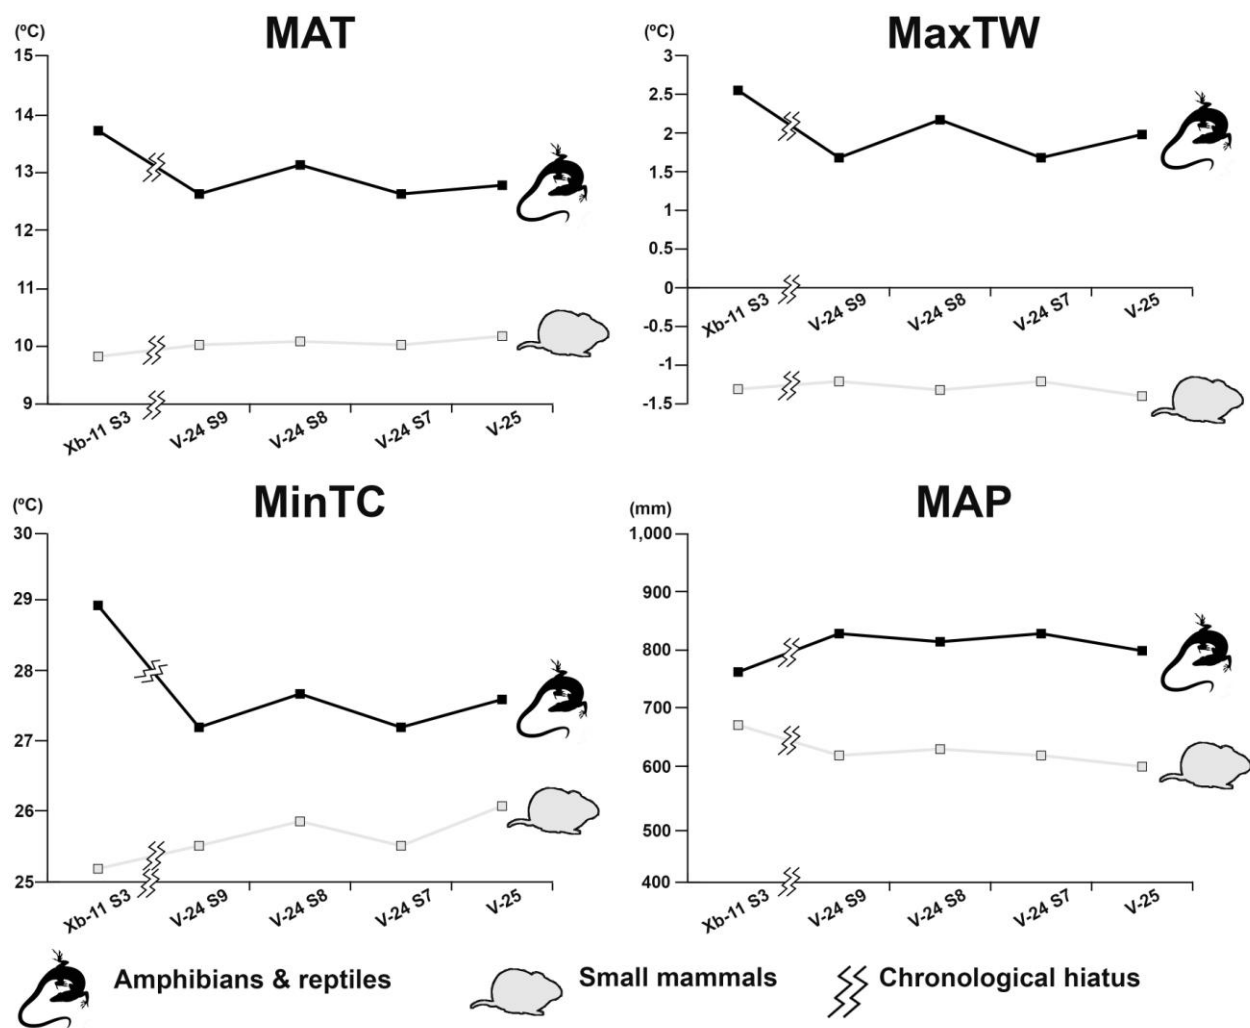 MAT
(ºC)
15
14
13
12
11
10
9
Xb-11 S3
V-24 S9
V-24 S8
V-24 S7
V-25
MaxTW
(ºC)
3
2.5
2
1.5
1
0.5
0
-0.5
-1
-1.5
Xb-11 S3
V-24 S9
V-24 S8
V-24 S7
V-25
MinTC
(ºC)
30
29
28
27
26
25
Xb-11 S3
V-24 S9
V-24 S8
V-24 S7
V-25
MAP
(mm)
1,000
900
800
700
600
500
400
Xb-11 S3
V-24 S9
V-24 S8
V-24 S7
V-25
Amphibians & reptiles
Small mammals
Chronological hiatus